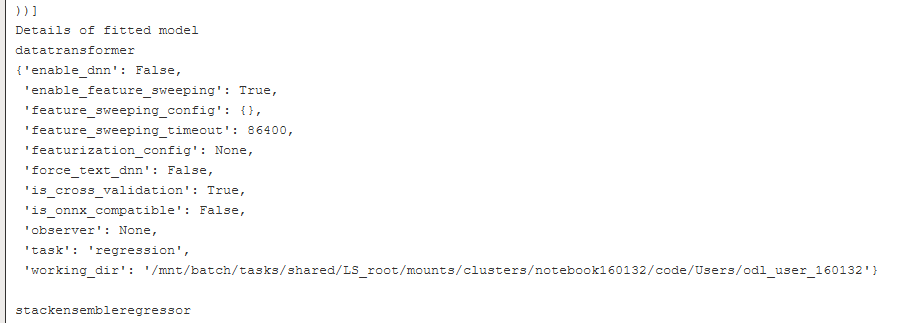 ))]
Details of fitted model
datatransformer
{'enable_dnn': False,
 'enable_feature_sweeping': True,
 'feature_sweeping_config': {},
 'feature_sweeping_timeout': 86400,
 'featurization_config': None,
 'force_text_dnn': False,
 'is_cross_validation': True,
 'is_onnx_compatible': False,
 'observer': None,
 'task': 'regression',
 'working_dir': '/mnt/batch/tasks/shared/LS_root/mounts/clusters/notebook160132/code/Users/odl_user_160132'}
stackensembleregressor